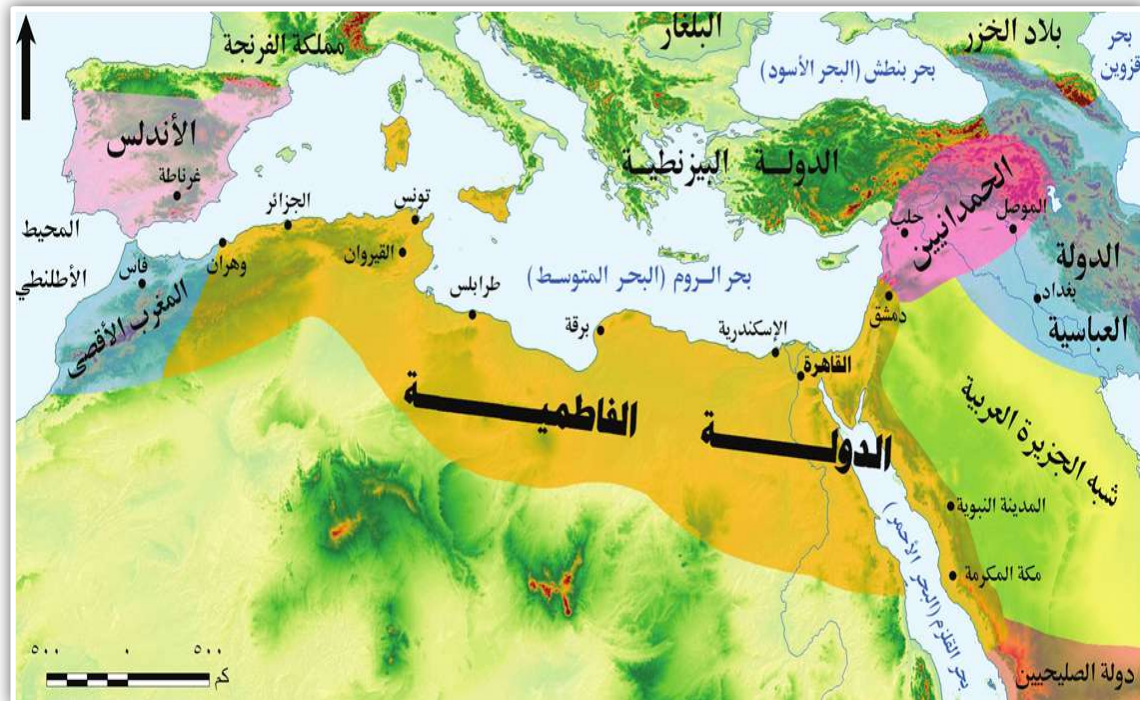 مملكة الفرنجة
البلغار
بلاد الخزر
بحر
قزوين
بحر بنطش (البحر الأسود)
الأندلس
غرناطة
الدولة البيزنطية
الحمدانيين
حلب
الموصل
الدولة
العباسية
بغداد
المحيط
الأطلنطي
الجزائر
تونس
وهران
القيروان
فاس
المغرب الأقصى
طرابلس
برقة
بحر الروم (البحر المتوسط)
الإسكندرية
القاهرة
دمشق
الدولة الفاطمية
شبه الجزيرة العربية
المدينة النبوية
مكة المكرمة
بحر القلزم (البحر الأحمر)
دولة الصليحيين
٥٠٠ ٠ ٥٠٠
كم